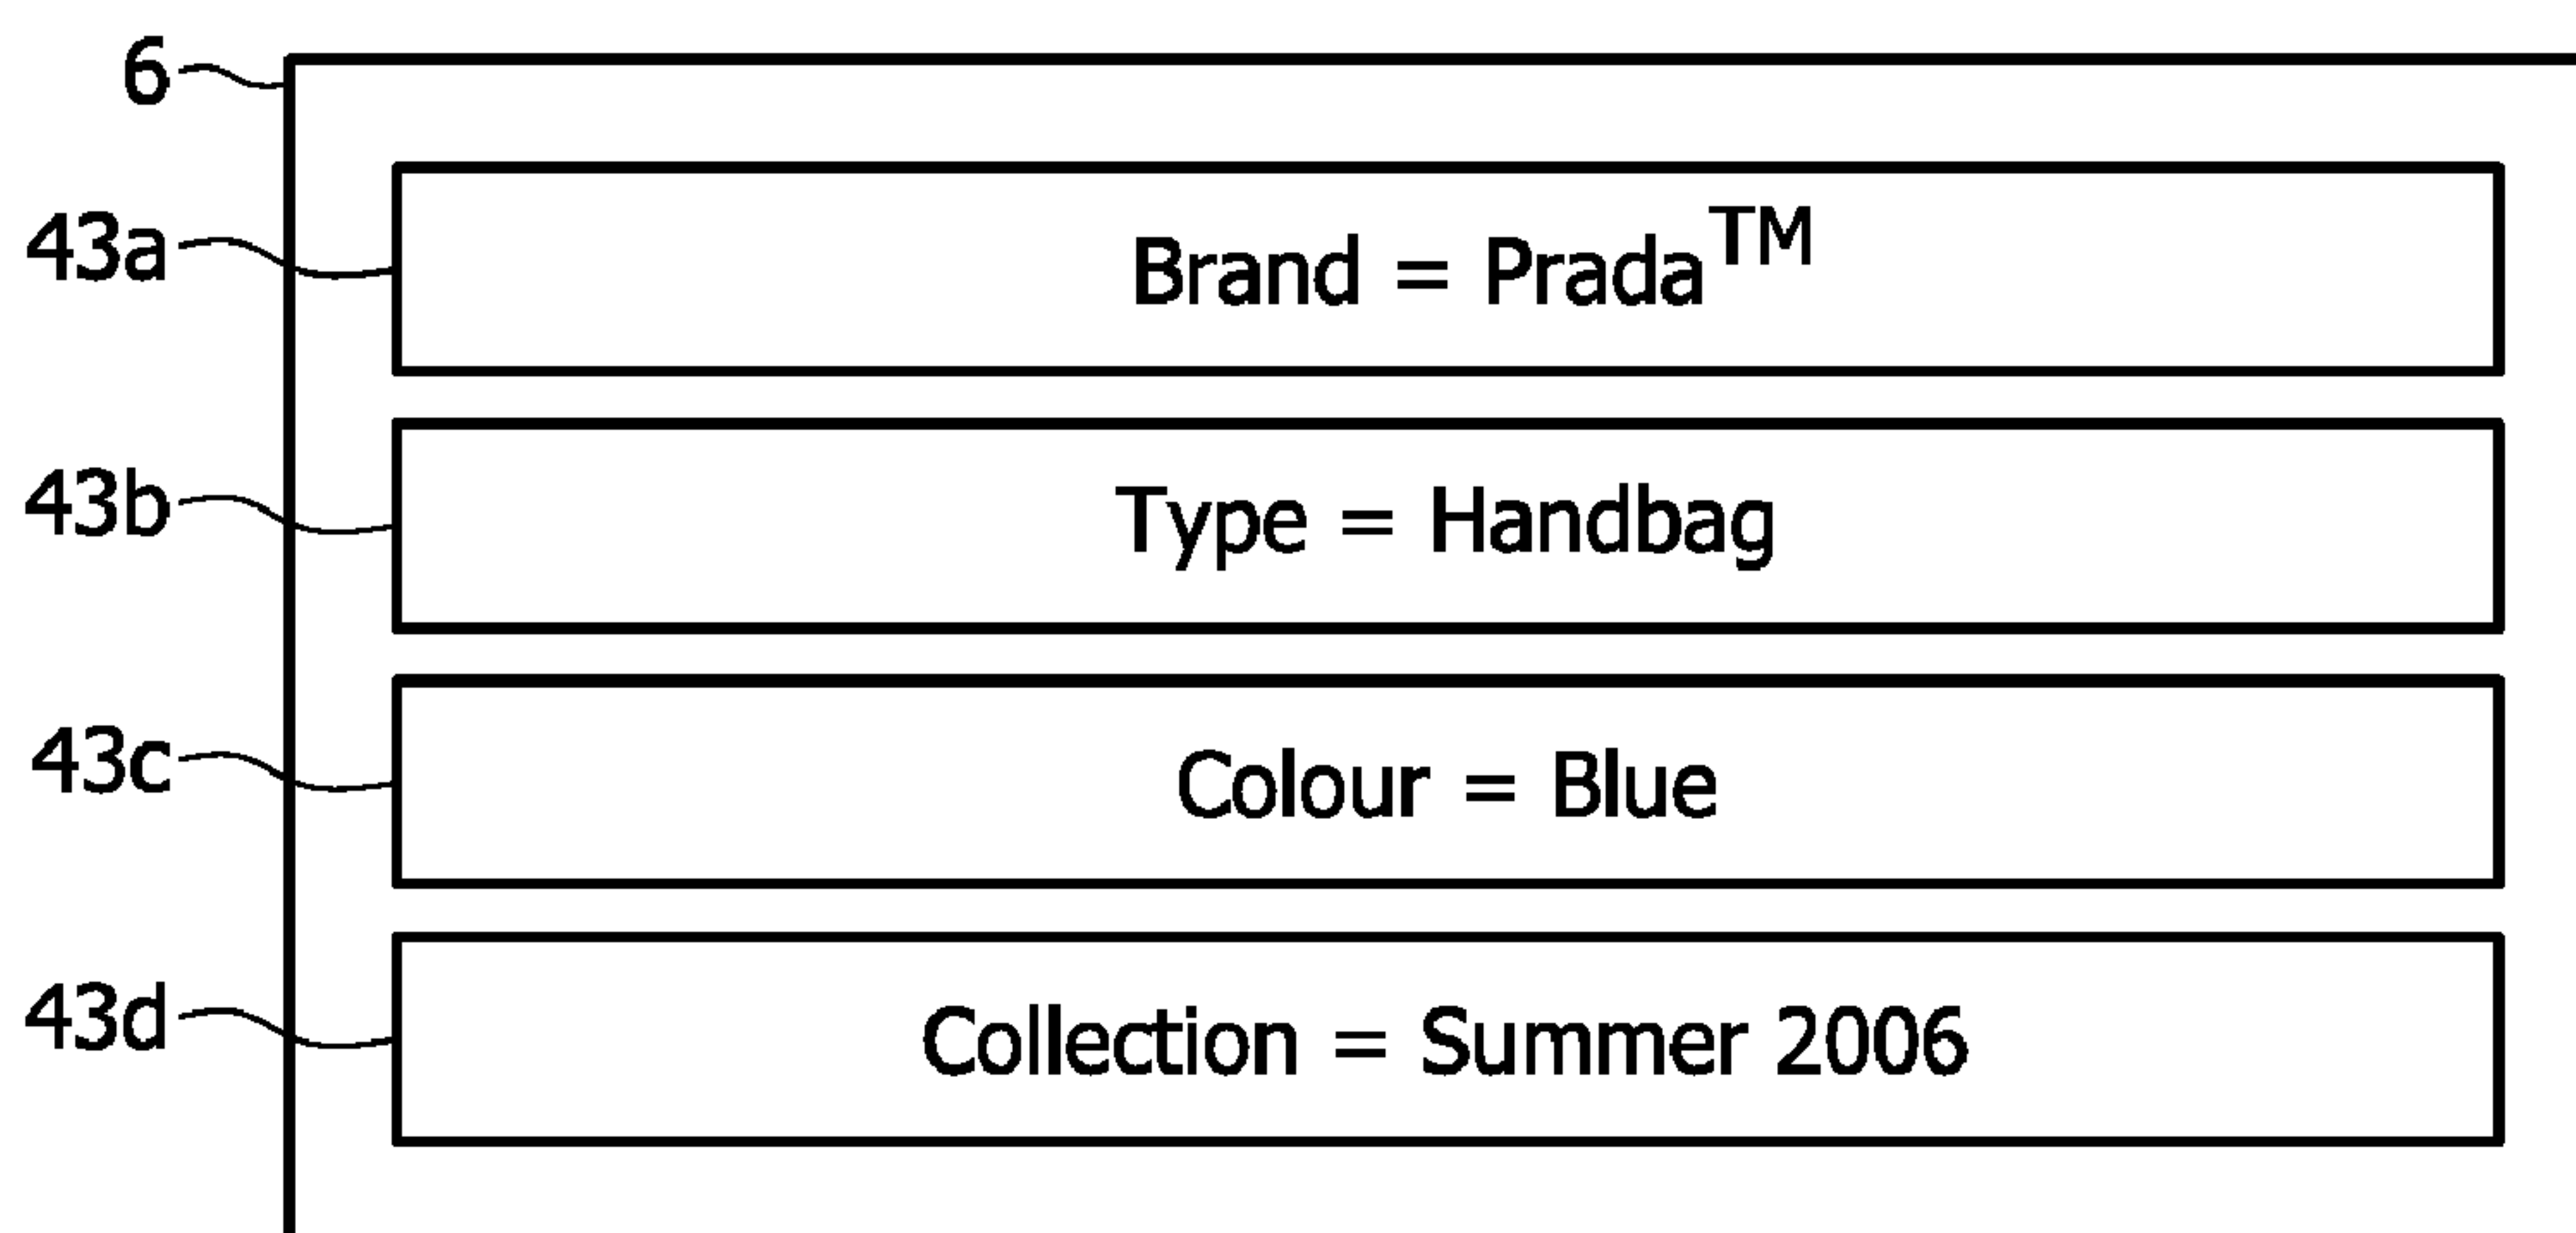 6
43a Brand = Prada™
43b Type = Handbag
43c Colour = Blue
43d Collection = Summer 2006